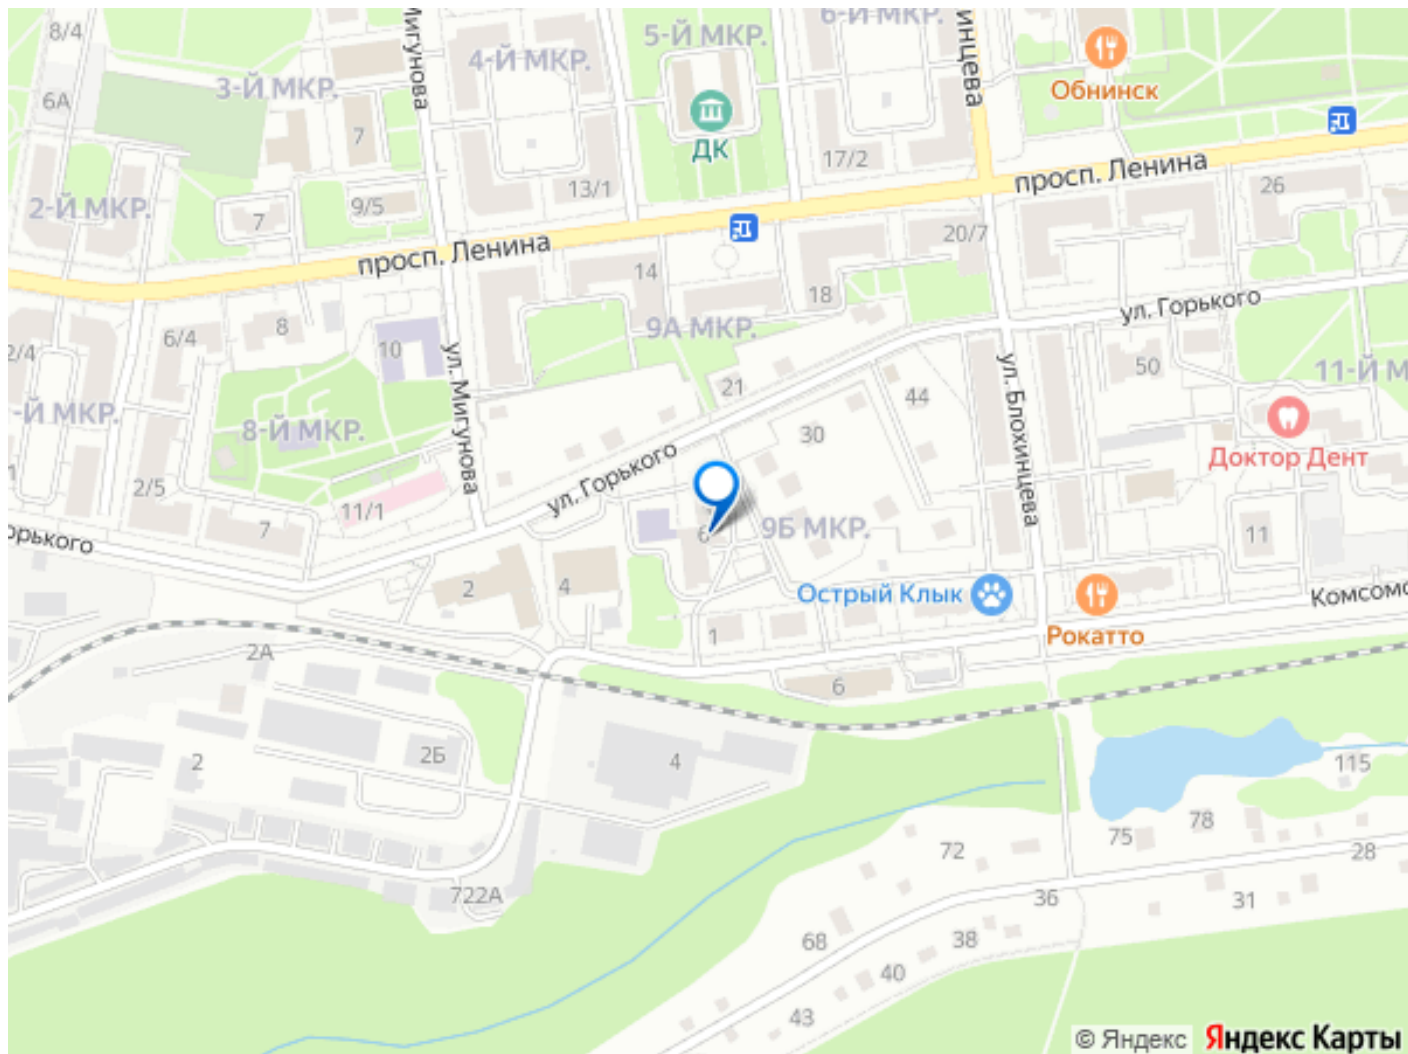 8/4
Мигунова
5-Й МКР.
6-Й МКР.
инцева
4-Й МКР.
Обнинск
3-Й МКР.
6А
7
ДК
17/2
13/1
просп. Ленина
26
2-Й МКР.
7
9/5
20/7
просп. Ленина
14
18
ул. Горького
8
9А МКР.
6/4
2/4
10
ул. Мигунова
21
50
11-Й М
ул. Блохинцева
44
-Й МКР.
8-Й МКР.
30
ул. Горького
Доктор Дент
2/5
11/1
7
6
9Б МКР.
11
орького
2
4
Острый Клык
Комсомо
1
Рокатто
2А
6
2
2Б
4
115
75
78
72
28
722А
36
31
68
38
40
43
© Яндекс
Яндекс Карты